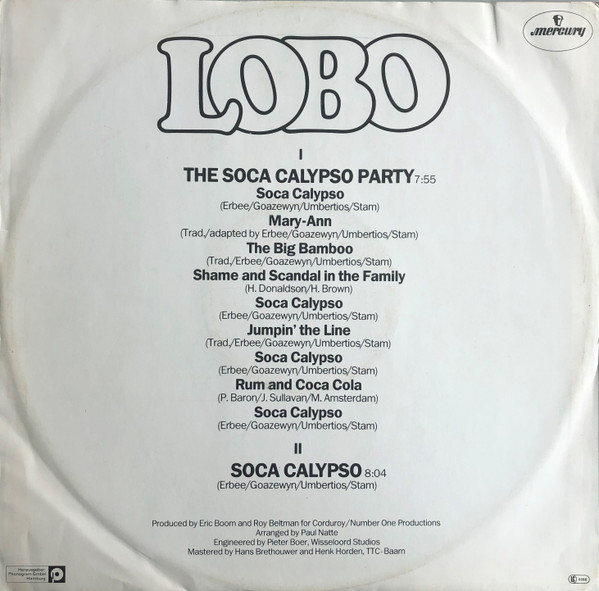 LOBO
mercury
I
THE SOCA CALYPSO PARTY 7:55
Soca Calypso
(Erbee/Goazewyn/Umbertios/Stam)
Mary-Ann
(Trad./adapted by Erbee/Goazewyn/Umbertios/Stam)
The Big Bamboo
(Trad./Erbee/Goazewyn/Umbertios/Stam)
Shame and Scandal in the Family
(H. Donaldson/H. Brown)
Soca Calypso
(Erbee/Goazewyn/Umbertios/Stam)
Jumpin' the Line
(Trad./Erbee/Goazewyn/Umbertios/Stam)
Soca Calypso
(Erbee/Goazewyn/Umbertios/Stam)
Rum and Coca Cola
(P. Baron/J. Sullavan/M. Amsterdam)
Soca Calypso
(Erbee/Goazewyn/Umbertios/Stam)
II
SOCA CALYPSO 8:04
(Erbee/Goazewyn/Umbertios/Stam)
Produced by Eric Boom and Roy Beltman for Corduroy/Number One Productions
Arranged by Paul Natte
Engineered by Pieter Boer, Wisseloord Studios
Mastered by Hans Brethouwer and Henk Horden, TTC-Baarn
Herausgeber
Phonogram GmbH
Hamburg